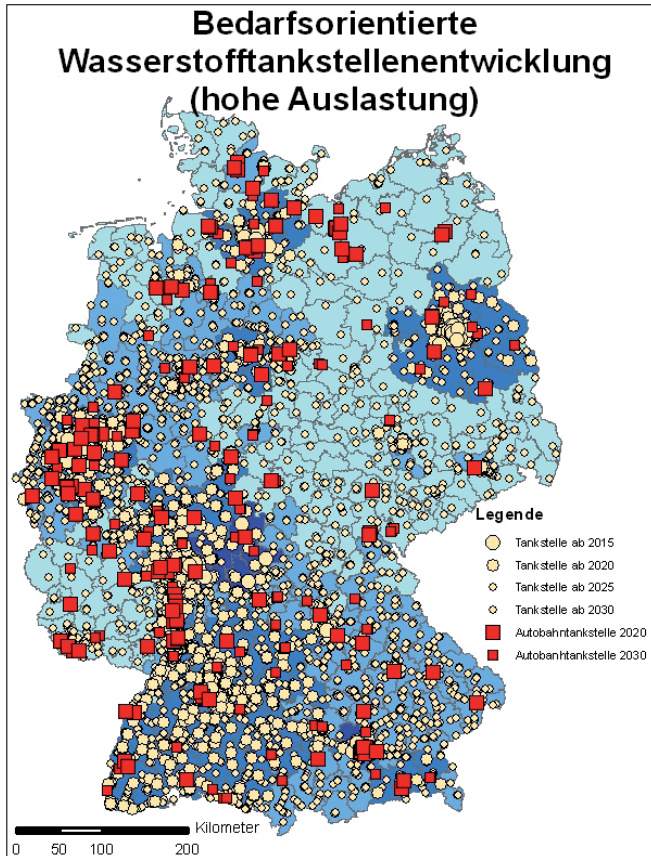 Bedarfsorientierte
Wasserstofftankstellenentwicklung
(hohe Auslastung)
Legende
Tankstelle ab 2015
Tankstelle ab 2020
Tankstelle ab 2025
Tankstelle ab 2030
Autobahntankstelle 2020
Autobanhtankstelle 2030
Kilometer
0 50 100 200